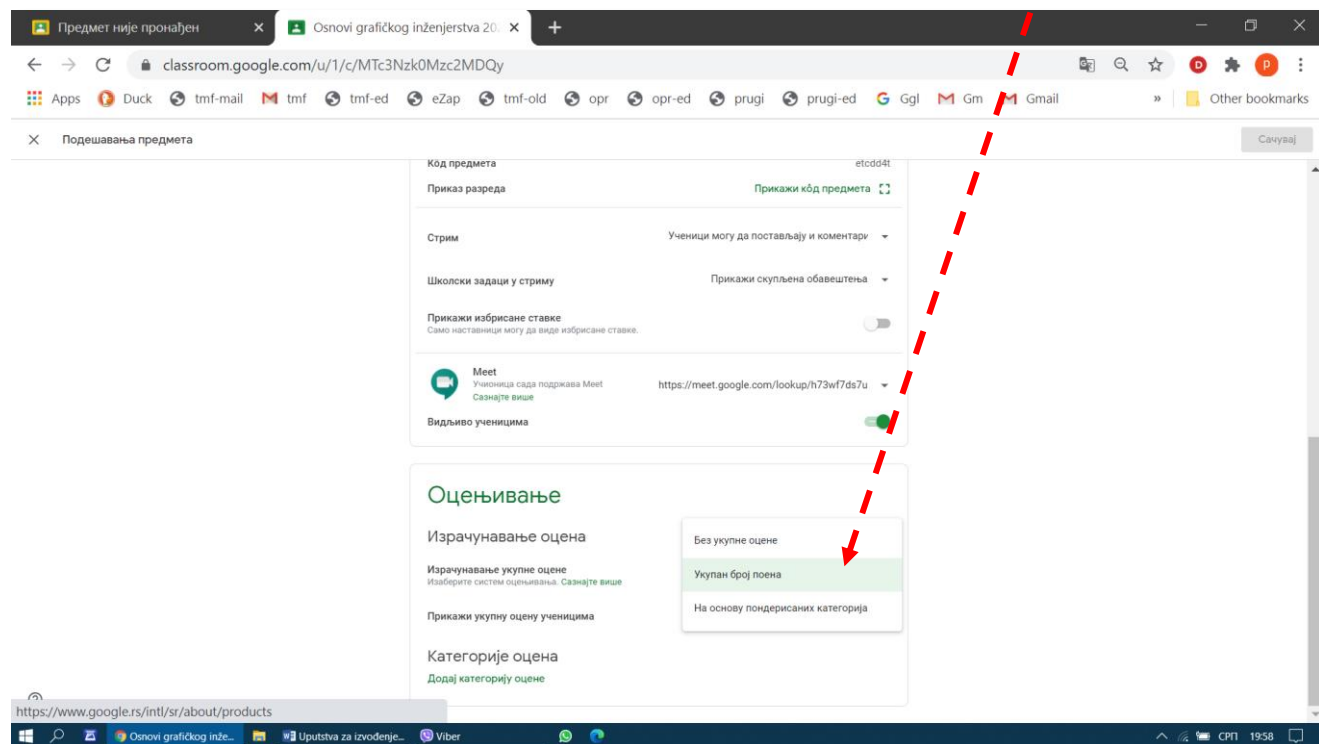 Предмет није пронађен
Osnovi grafičkog inženjerstva 20
classroom.google.com/u/1/c/MTc3Nzk0Mzc2MDQy
Apps Duck tmf-mail tmf tmf-ed eZap tmf-old opr opr-ed prugi prugi-ed Ggl Gm Gmail » Other bookmarks
Подешавања предмета
Сачувај
Код предмета
etcdd4t
Приказ разреда
Прикажи кôд предмета
Стрим
Ученици могу да постављају и коментари
Школски задаци у стриму
Прикажи скупљена обавештења
Прикажи избрисане ставке
Само наставници могу да виде избрисане ставке.
Meet
Учионица сада подржава Meet
Сазнајте више
https://meet.google.com/lookup/h73wf7ds7u
Видљиво ученицима
Оцењивање
Израчунавање оцена
Без укупне оцене
Израчунавање укупне оцене
Изаберите систем оцењивања. Сазнајте више
Укупан број поена
Прикажи укупну оцену ученицима
На основу пондерисаних категорија
Категорије оцена
Додај категорију оцене
https://www.google.rs/intl/sr/about/products
Osnovi grafičkog inže... Uputstva za izvođenje... Viber СРП 19:58